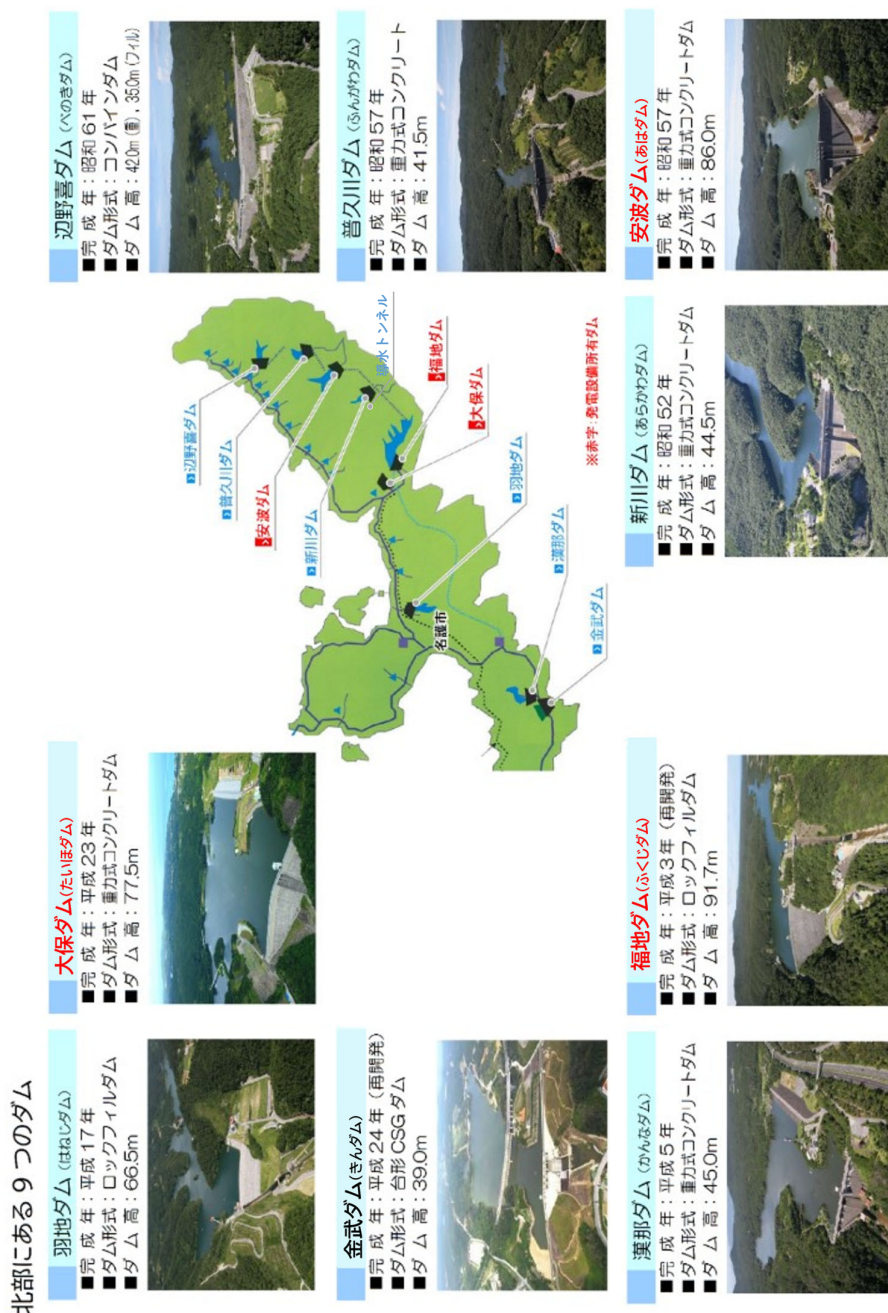 北部にある 9 つのダム
羽地ダム (はねじダム)
■完 成 年：平成 17 年
■ダム形式：ロックフィルダム
■ダ ム 高：66.5m
大保ダム(たいほダム)
■完 成 年：平成 23 年
■ダム形式：重力式コンクリートダム
■ダ ム 高：77.5m
辺野喜ダム (べのきダム)
■完 成 年：昭和 61 年
■ダム形式：コンバインダム
■ダ ム 高：42.0m (重)，35.0m (フィル)
金武ダム(きんダム)
■完 成 年：平成 24 年 (再開発)
■ダム形式：台形 CSG ダム
■ダ ム 高：39.0m
普久川ダム (ふんがわダム)
■完 成 年：昭和 57 年
■ダム形式：重力式コンクリート
■ダ ム 高：41.5m
辺野喜ダム
普久川ダム
安波ダム
新川ダム
導水トンネル
福地ダム
大保ダム
羽地ダム
名護市
漢那ダム
金武ダム
※赤字：発電設備所有ダム
漢那ダム (かんなダム)
■完 成 年：平成 5 年
■ダム形式：重力式コンクリートダム
■ダ ム 高：45.0m
福地ダム(ふくじダム)
■完 成 年：平成 3 年 (再開発)
■ダム形式：ロックフィルダム
■ダ ム 高：91.7m
新川ダム (あらかわダム)
■完 成 年：昭和 52 年
■ダム形式：重力式コンクリートダム
■ダ ム 高：44.5m
安波ダム(あはダム)
■完 成 年：昭和 57 年
■ダム形式：重力式コンクリートダム
■ダ ム 高：86.0m